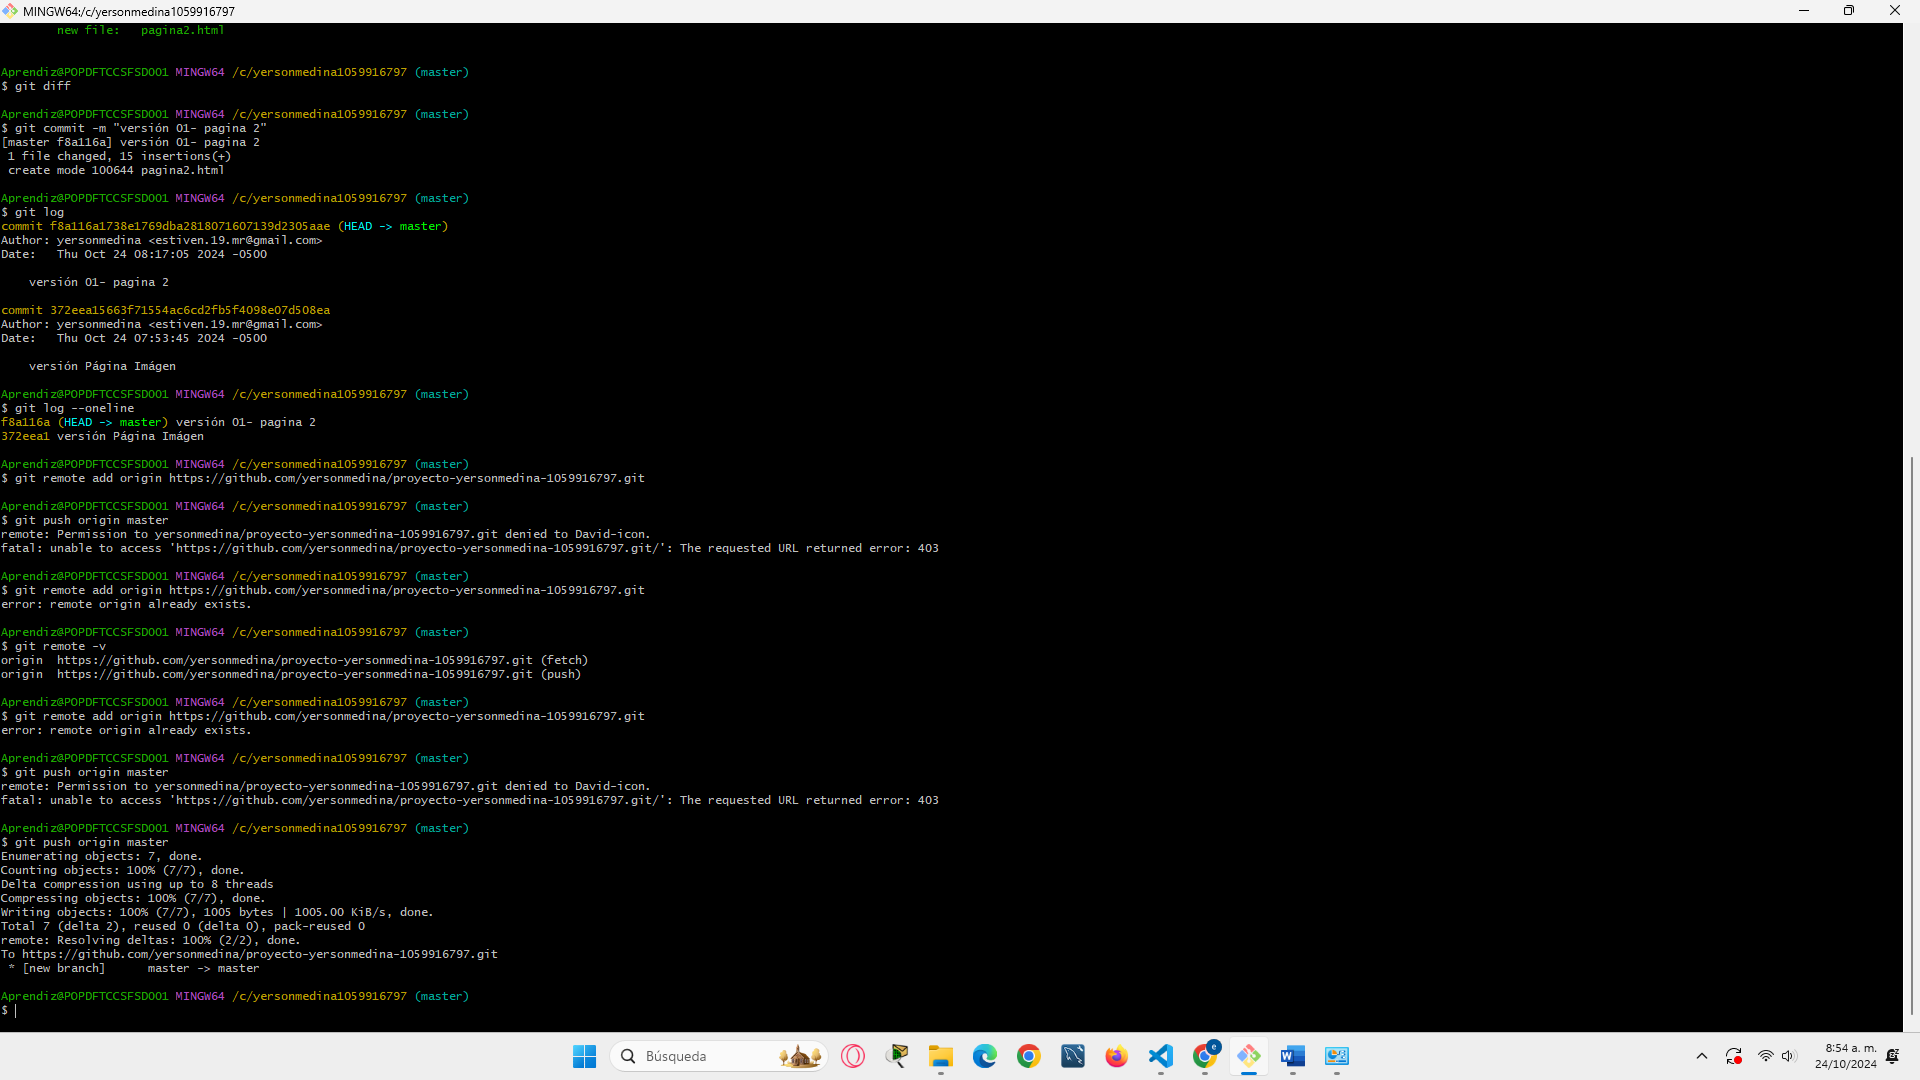 MINGW64:/c/yersonmedina1059916797
new file:   pagina2.html
Aprendiz@POPDFTCCSFSD001 MINGW64 /c/yersonmedina1059916797 (master)
$ git diff
Aprendiz@POPDFTCCSFSD001 MINGW64 /c/yersonmedina1059916797 (master)
$ git commit -m "versión 01- pagina 2"
[master f8a116a] versión 01- pagina 2
1 file changed, 15 insertions(+)
create mode 100644 pagina2.html
Aprendiz@POPDFTCCSFSD001 MINGW64 /c/yersonmedina1059916797 (master)
$ git log
commit f8a116a1738e1769dba2818071607139d2305aae (HEAD -> master)
Author: yersonmedina <estiven.19.mr@gmail.com>
Date:   Thu Oct 24 08:17:05 2024 -0500
versión 01- pagina 2
commit 372eea15663f71554ac6cd2fb5f4098e07d508ea
Author: yersonmedina <estiven.19.mr@gmail.com>
Date:   Thu Oct 24 07:53:45 2024 -0500
versión Página Imágen
Aprendiz@POPDFTCCSFSD001 MINGW64 /c/yersonmedina1059916797 (master)
$ git log --oneline
f8a116a (HEAD -> master) versión 01- pagina 2
372eea1 versión Página Imágen
Aprendiz@POPDFTCCSFSD001 MINGW64 /c/yersonmedina1059916797 (master)
$ git remote add origin https://github.com/yersonmedina/proyecto-yersonmedina-1059916797.git
Aprendiz@POPDFTCCSFSD001 MINGW64 /c/yersonmedina1059916797 (master)
$ git push origin master
remote: Permission to yersonmedina/proyecto-yersonmedina-1059916797.git denied to David-icon.
fatal: unable to access 'https://github.com/yersonmedina/proyecto-yersonmedina-1059916797.git/': The requested URL returned error: 403
Aprendiz@POPDFTCCSFSD001 MINGW64 /c/yersonmedina1059916797 (master)
$ git remote add origin https://github.com/yersonmedina/proyecto-yersonmedina-1059916797.git
error: remote origin already exists.
Aprendiz@POPDFTCCSFSD001 MINGW64 /c/yersonmedina1059916797 (master)
$ git remote -v
origin  https://github.com/yersonmedina/proyecto-yersonmedina-1059916797.git (fetch)
origin  https://github.com/yersonmedina/proyecto-yersonmedina-1059916797.git (push)
Aprendiz@POPDFTCCSFSD001 MINGW64 /c/yersonmedina1059916797 (master)
$ git remote add origin https://github.com/yersonmedina/proyecto-yersonmedina-1059916797.git
error: remote origin already exists.
Aprendiz@POPDFTCCSFSD001 MINGW64 /c/yersonmedina1059916797 (master)
$ git push origin master
remote: Permission to yersonmedina/proyecto-yersonmedina-1059916797.git denied to David-icon.
fatal: unable to access 'https://github.com/yersonmedina/proyecto-yersonmedina-1059916797.git/': The requested URL returned error: 403
Aprendiz@POPDFTCCSFSD001 MINGW64 /c/yersonmedina1059916797 (master)
$ git push origin master
Enumerating objects: 7, done.
Counting objects: 100% (7/7), done.
Delta compression using up to 8 threads
Compressing objects: 100% (7/7), done.
Writing objects: 100% (7/7), 1005 bytes | 1005.00 KiB/s, done.
Total 7 (delta 2), reused 0 (delta 0), pack-reused 0
remote: Resolving deltas: 100% (2/2), done.
To https://github.com/yersonmedina/proyecto-yersonmedina-1059916797.git
* [new branch]      master -> master
Aprendiz@POPDFTCCSFSD001 MINGW64 /c/yersonmedina1059916797 (master)
$
Búsqueda
8:54 a. m.
24/10/2024